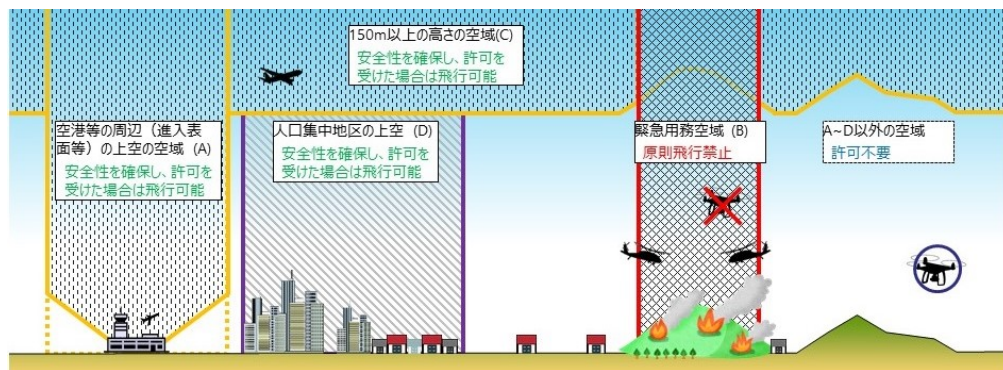 150m以上の高さの空域(C)
安全性を確保し、許可を
受けた場合は飛行可能
空港等の周辺（進入表
面等）の上空の空域 (A)
安全性を確保し、許可を
受けた場合は飛行可能
人口集中地区の上空 (D)
安全性を確保し、許可を
受けた場合は飛行可能
緊急用務空域 (B)
原則飛行禁止
A~D以外の空域
許可不要